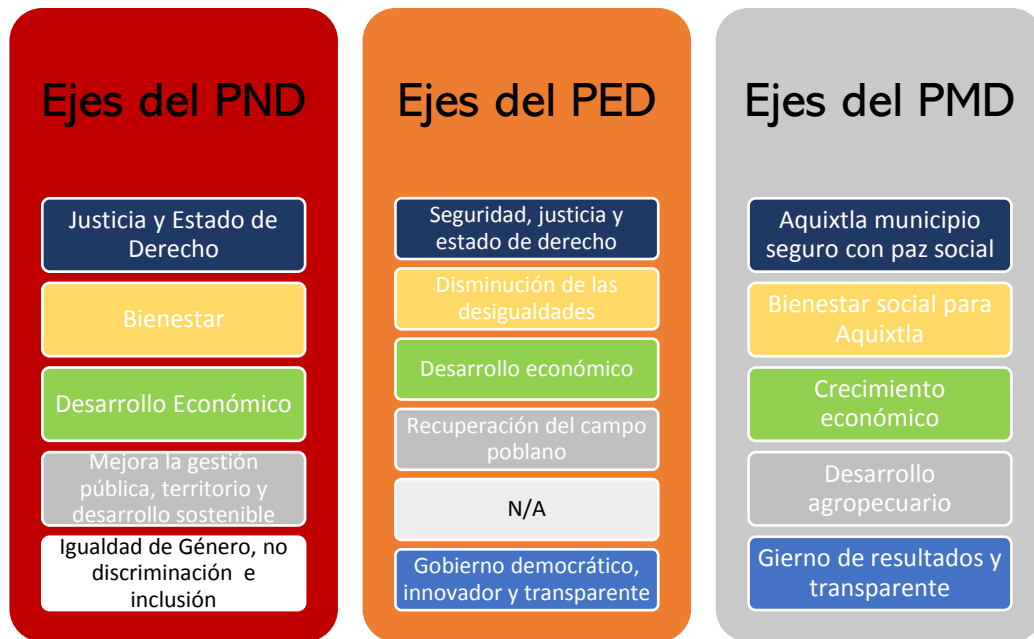 Ejes del PND
Justicia y Estado de
Derecho
Bienestar
Desarrollo Económico
Mejora la gestión
pública, territorio y
desarrollo sostenible
Igualdad de Género, no
discriminación e
inclusión
Ejes del PED
Seguridad, justicia y
estado de derecho
Disminución de las
desigualdades
Desarrollo económico
Recuperación del campo
poblano
N/A
Gobierno democrático,
innovador y transparente
Ejes del PMD
Aquixtla municipio
seguro con paz social
Bienestar social para
Aquixtla
Crecimiento
económico
Desarrollo
agropecuario
Gierno de resultados y
transparente